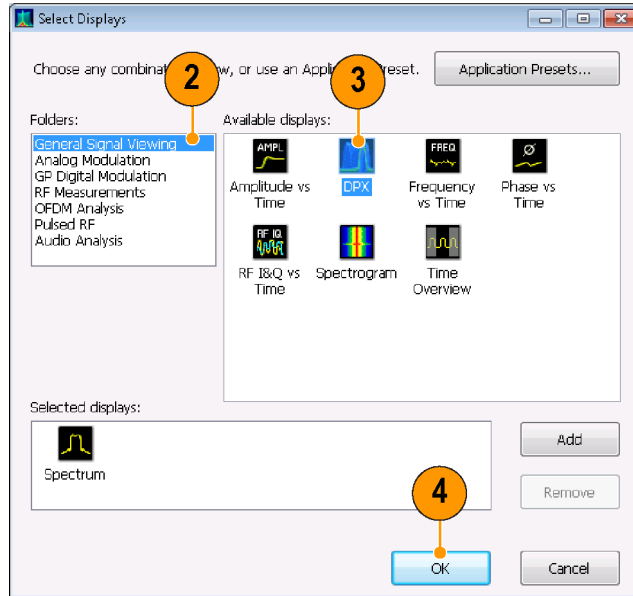 Select Displays
Choose any combinat w, or use an Appl reset.
Application Presets...
2
3
Folders:
Available displays:
General Signal Viewing
Analog Modulation
GP Digital Modulation
RF Measurements
OFDM Analysis
Pulsed RF
Audio Analysis
AMPL
FREQ
Ø
Amplitude vs
Time
DPX
Frequency
vs Time
Phase vs
Time
RF IQ
RF I&Q vs
Time
Spectrogram
Time
Overview
Selected displays:
Spectrum
Add
Remove
4
OK
Cancel